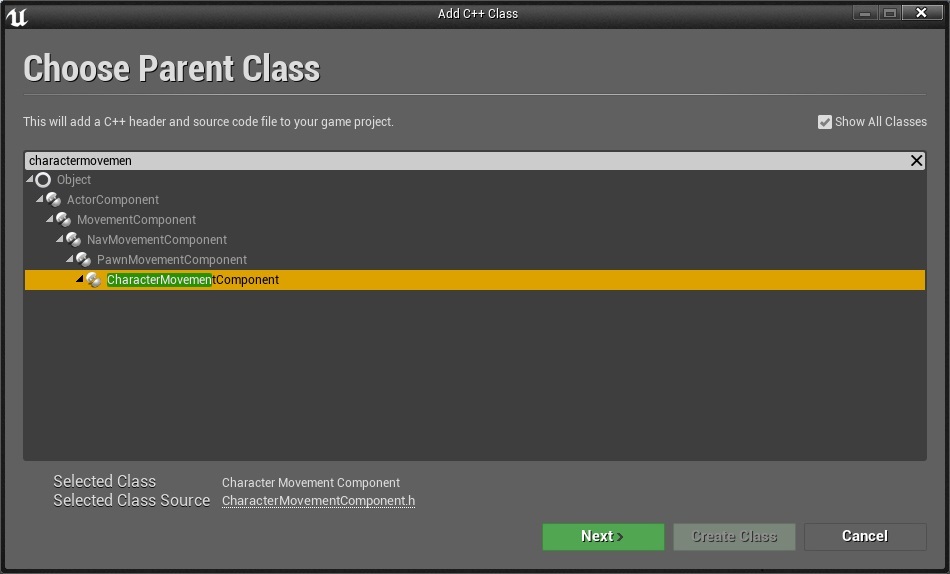 Add C++ Class
Choose Parent Class
This will add a C++ header and source code file to your game project.
Show All Classes
charactermovemen
Object
ActorComponent
MovementComponent
NavMovementComponent
PawnMovementComponent
CharacterMovementComponent
Selected Class Character Movement Component
Selected Class Source CharacterMovementComponent.h
Next >
Create Class
Cancel